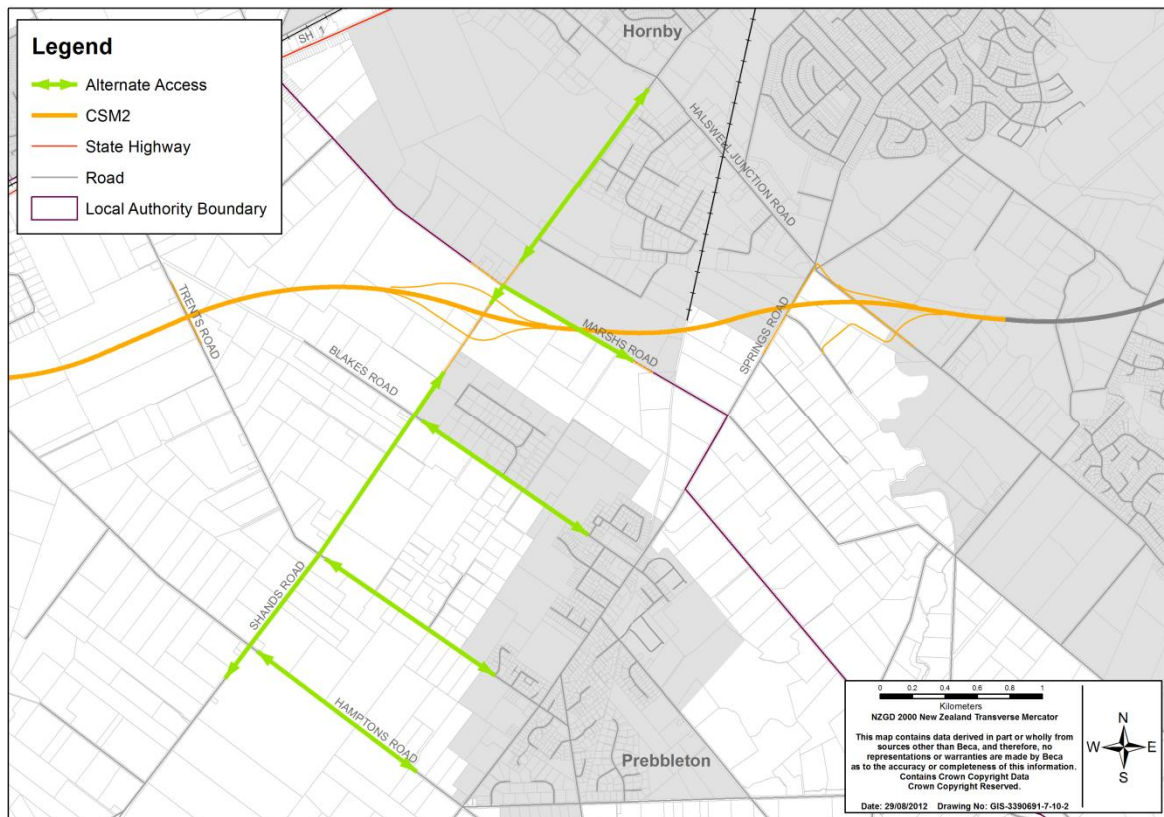 Legend
Alternate Access
CSM2
State Highway
Road
Local Authority Boundary
SH 1
Hornby
HALSWELL JUNCTION ROAD
TRENTS ROAD
BLAKES ROAD
MARSHS ROAD
SPRINGS ROAD
SHANDS ROAD
HAMPTONS ROAD
Prebbleton
0 0.2 0.4 0.6 0.8 1
Kilometers
NZGD 2000 New Zealand Transverse Mercator
This map contains data derived in part or wholly from
sources other than Beca, and therefore, no
representations or warranties are made by Beca
as to the accuracy or completeness of this information.
Contains Crown Copyright Data
Crown Copyright Reserved.
Date: 29/08/2012 Drawing No: GIS-3390691-7-10-2
N
W E
S